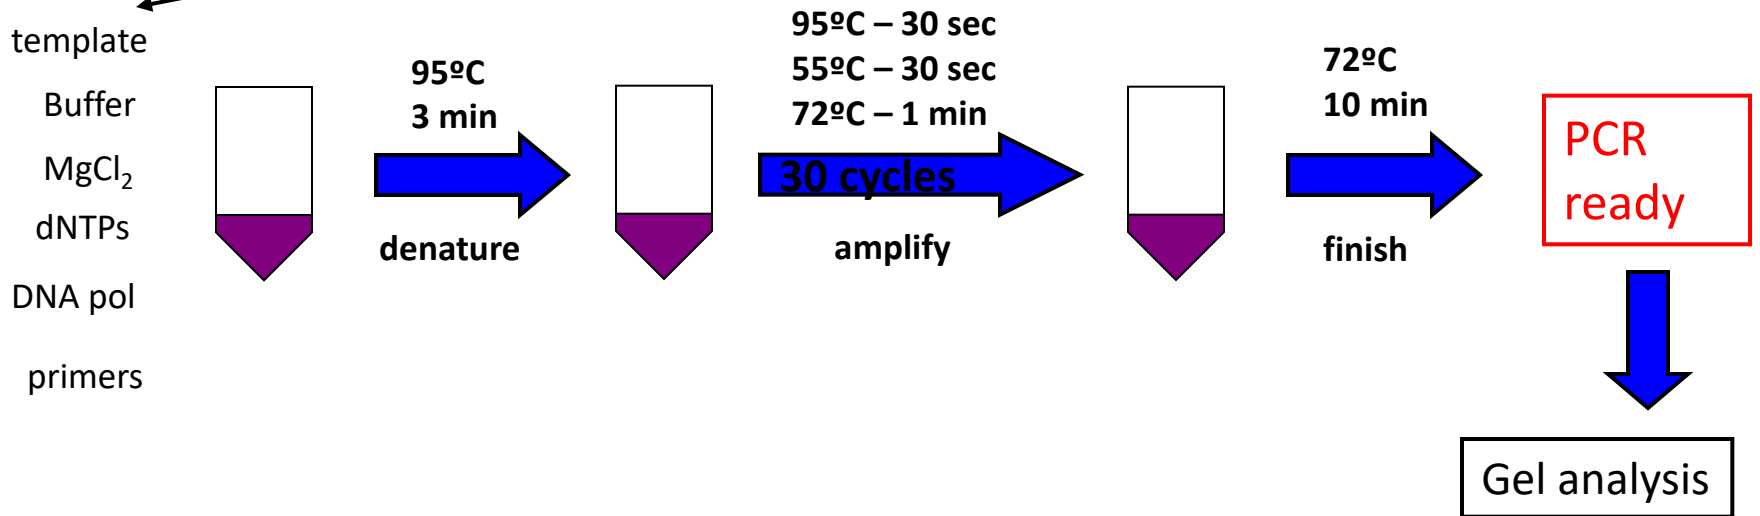 template
Buffer
MgCl₂
dNTPs
DNA pol
primers
95ºC
3 min
denature
95ºC – 30 sec
55ºC – 30 sec
72ºC – 1 min
30 cycles
amplify
72ºC
10 min
finish
PCR
ready
Gel analysis